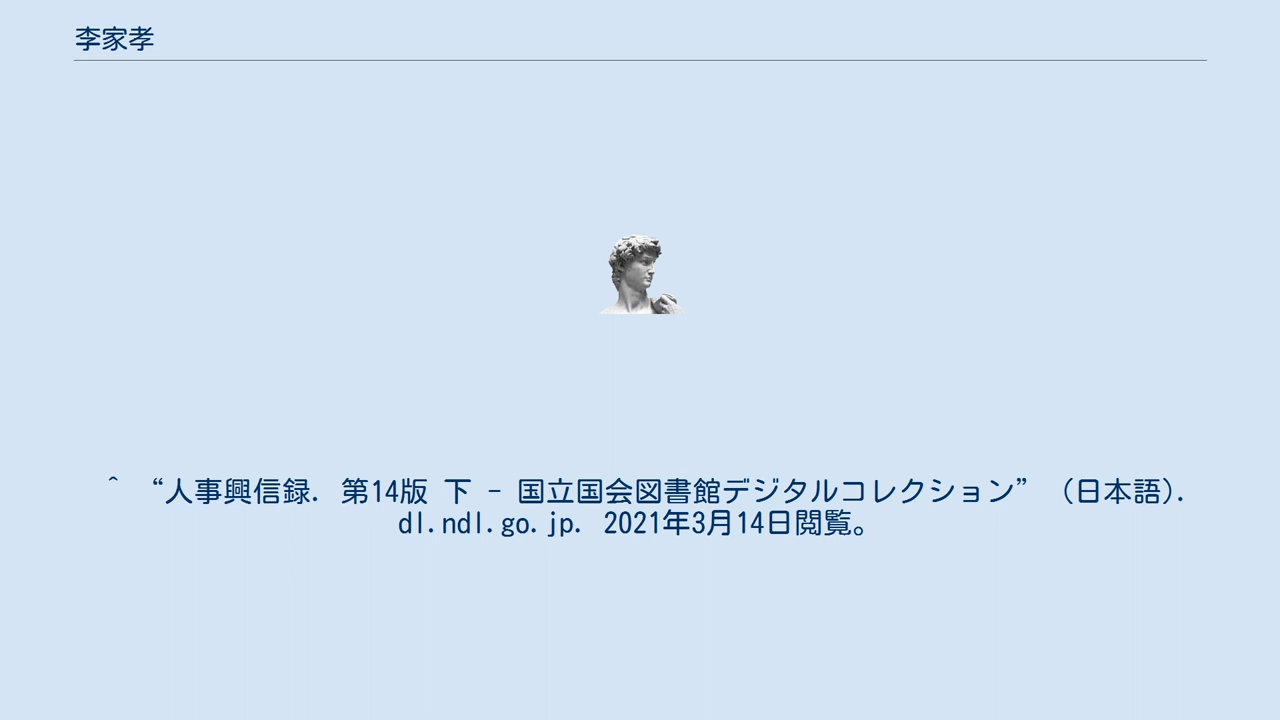 李家孝
^ “人事興信録. 第14版 下 - 国立国会図書館デジタルコレクション” (日本語).
dl.ndl.go.jp. 2021年3月14日閲覧。